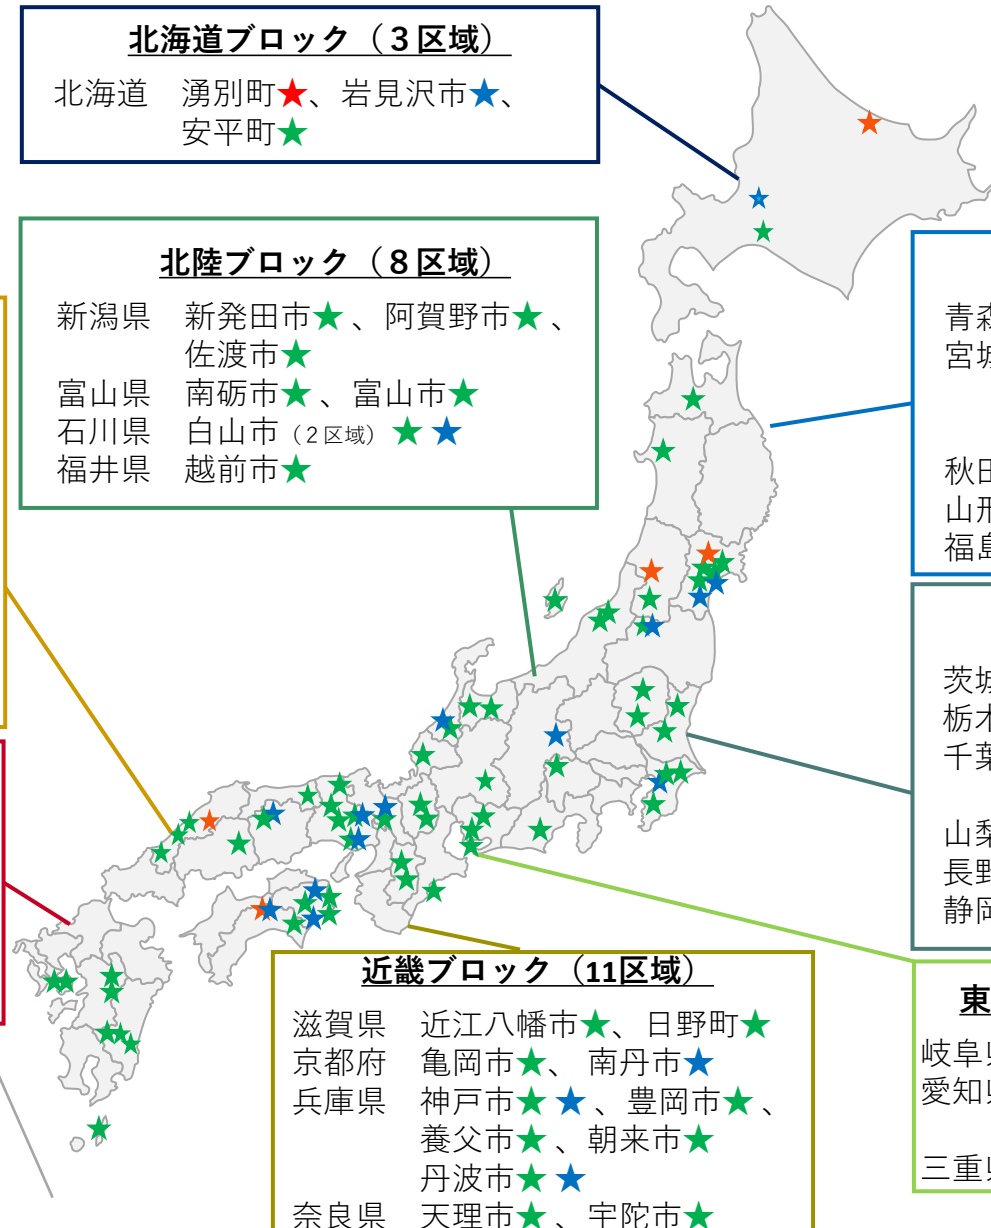 北海道ブロック（３区域）
北海道 湧別町★、岩見沢市★、
安平町★
北陸ブロック（８区域）
新潟県 新発田市★、阿賀野市★、
佐渡市★
富山県 南砺市★、富山市★
石川県 白山市（２区域）★★
福井県 越前市★
青森
宮城
秋田
山形
福島
茨城
栃木
千葉
山梨
長野
静岡
東
岐阜県
愛知県
三重県
近畿ブロック（11区域）
滋賀県 近江八幡市★、日野町★
京都府 亀岡市★、南丹市★
兵庫県 神戸市★★、豊岡市★、
養父市★、朝来市★
丹波市★★
奈良県 天理市★、宇陀市★